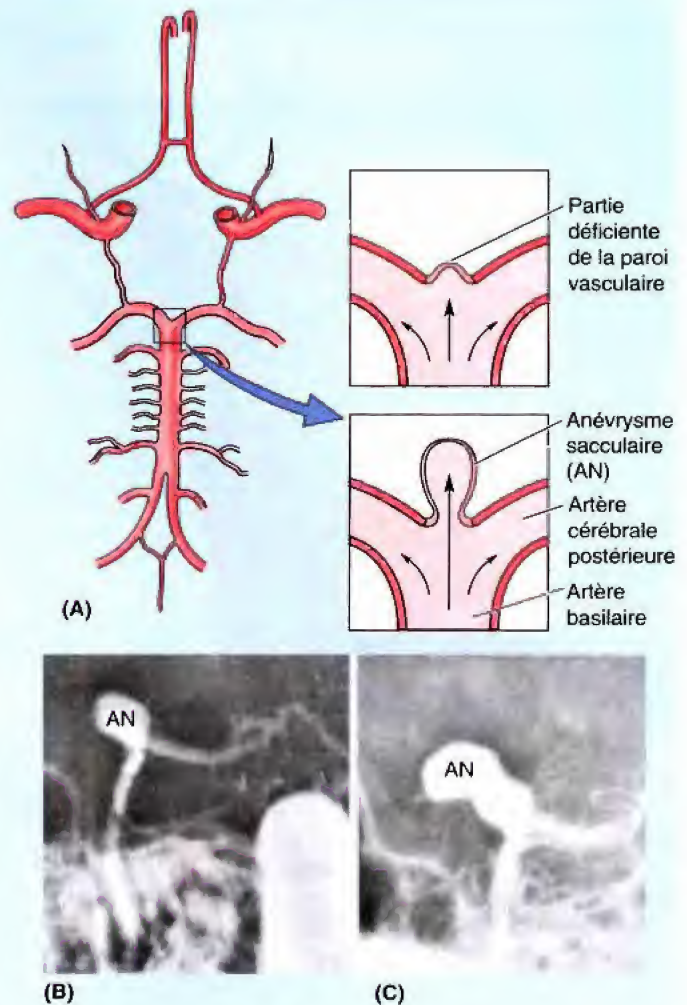 Partie
déficiente
de la paroi
vasculaire
Anévrysme
sacculaire
(AN)
Artère
cérébrale
postérieure
Artère
basilaire
(A)
AN
AN
(B)
(C)